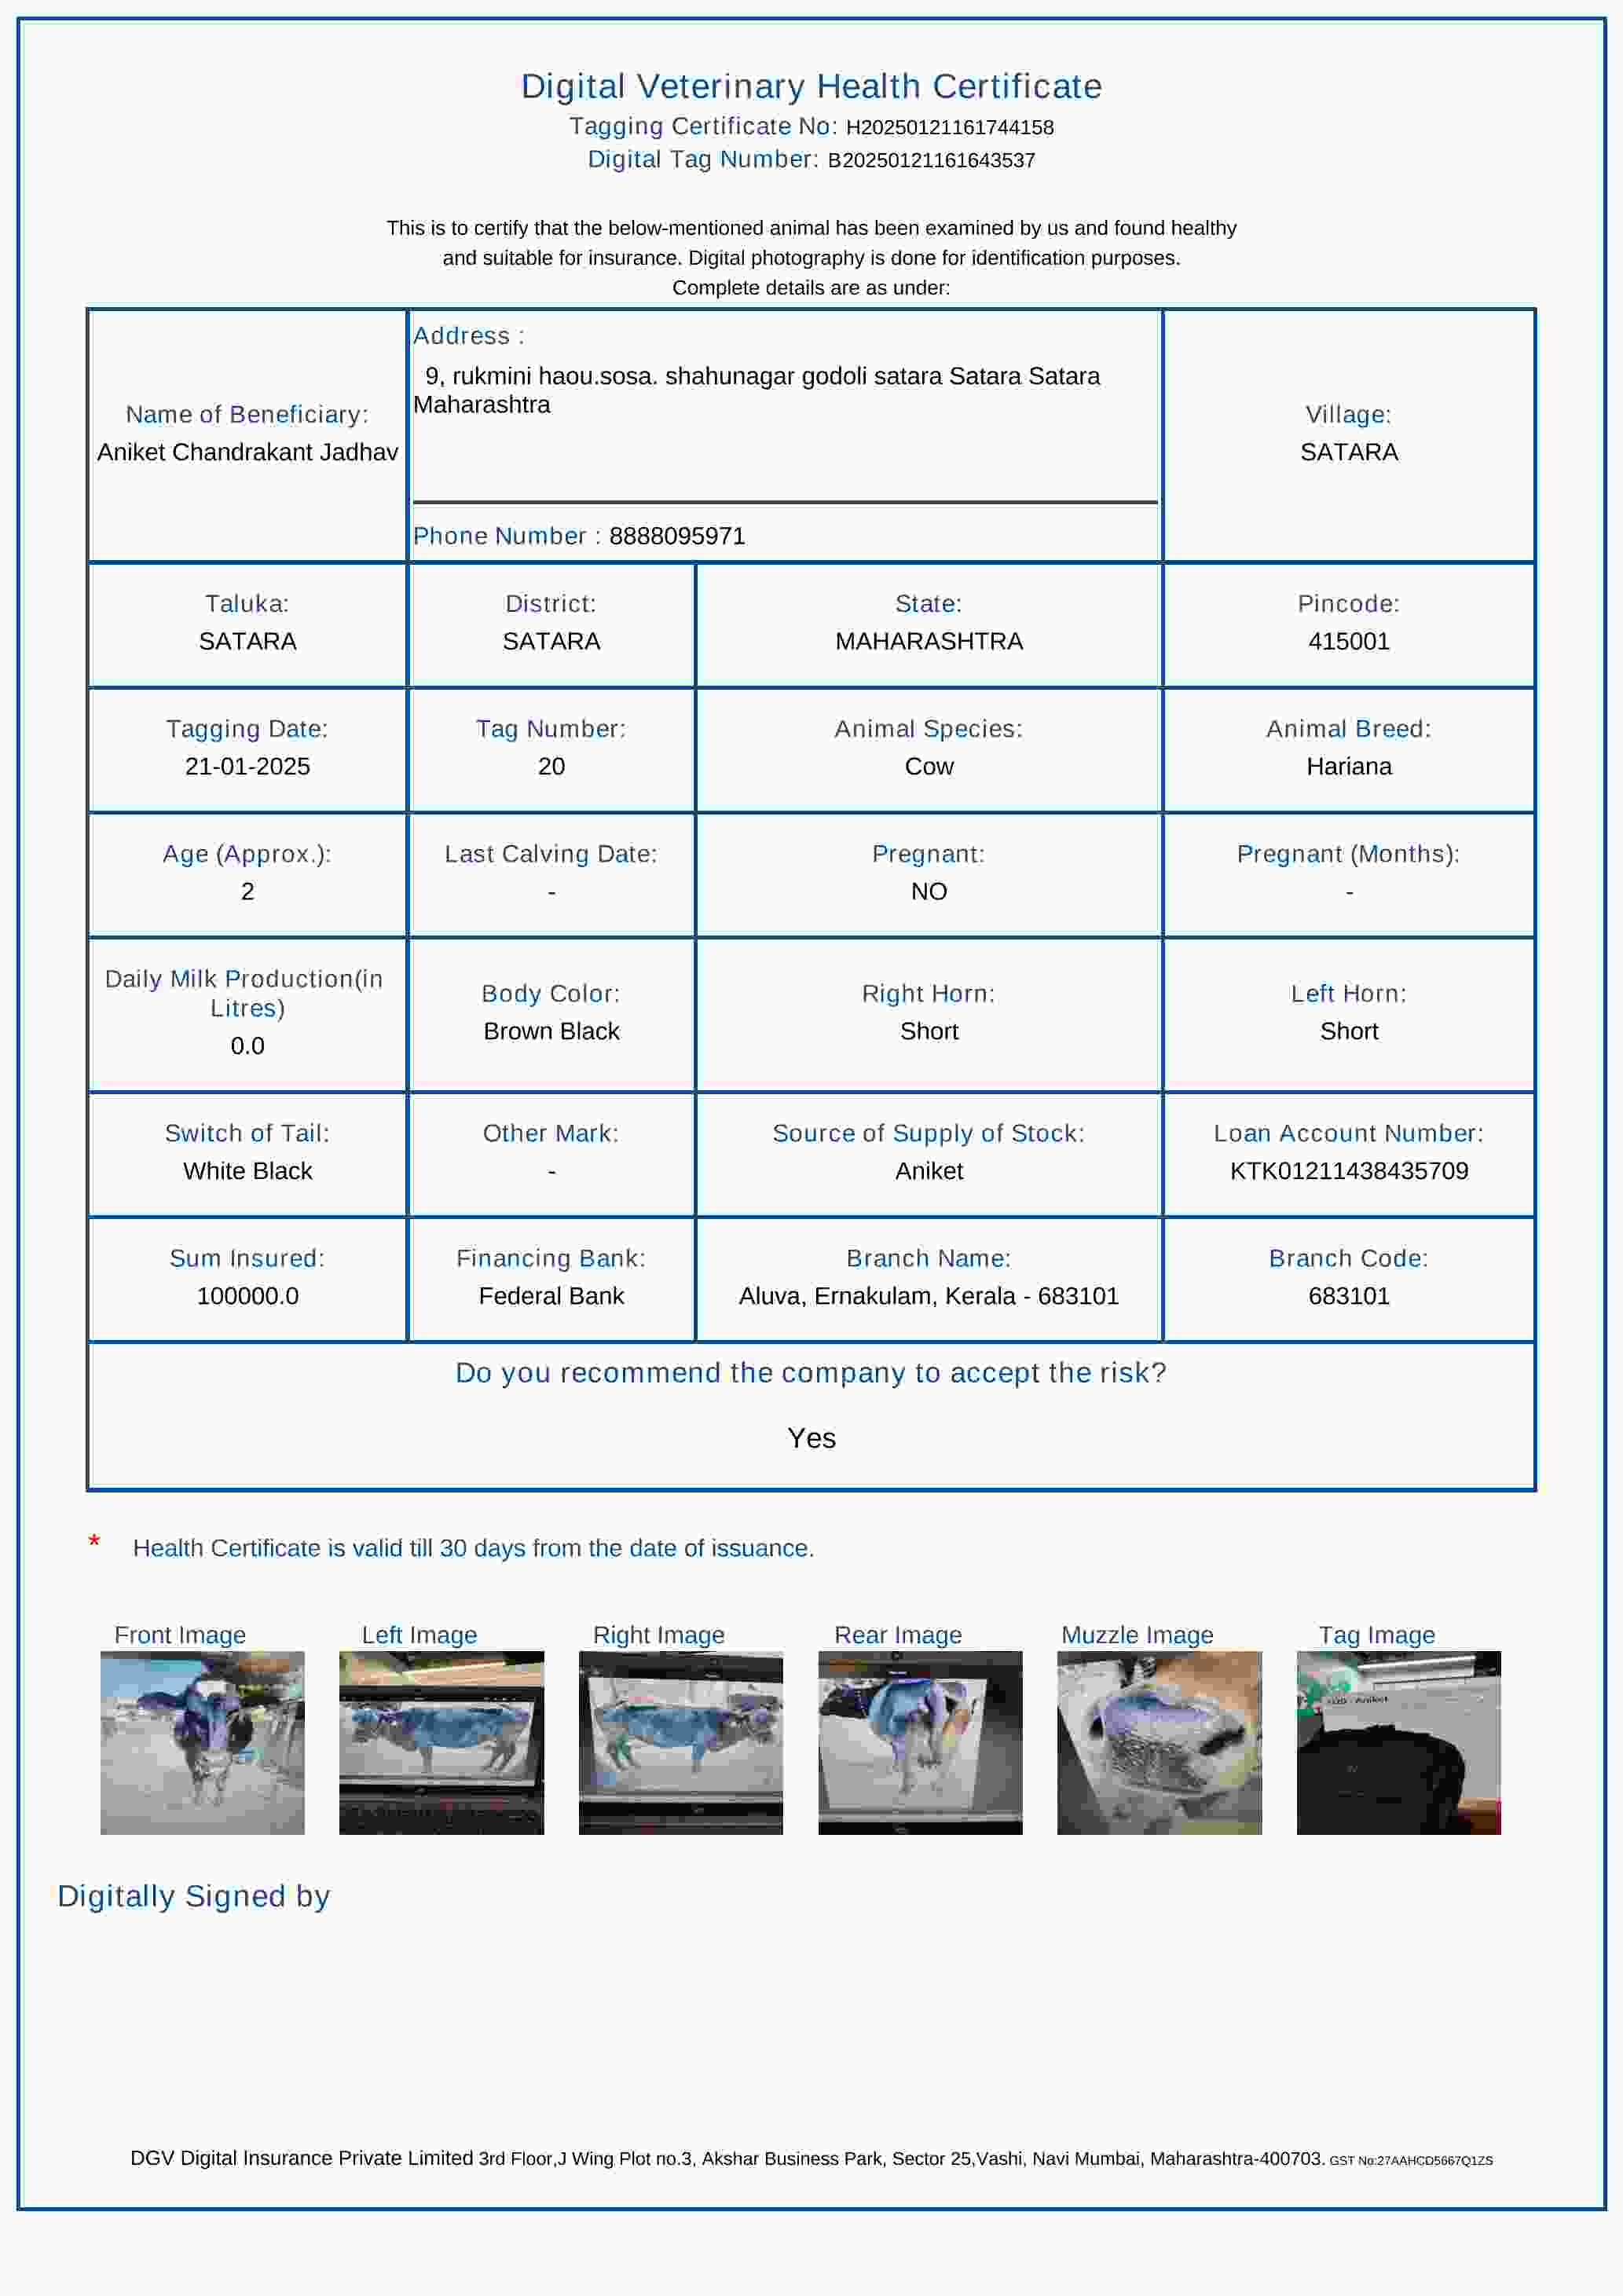 Digital Veterinary Health Certificate
Tagging Certificate No: H20250121161744158
Digital Tag Number: B20250121161643537
This is to certify that the below-mentioned animal has been examined by us and found healthy
and suitable for insurance. Digital photography is done for identification purposes.
Complete details are as under:
Name of Beneficiary:
Aniket Chandrakant Jadhav
Address :
9, rukmini haou.sosa. shahunagar godoli satara Satara Satara
Maharashtra
Phone Number : 8888095971
Village:
SATARA
Taluka:
SATARA
District:
SATARA
State:
MAHARASHTRA
Pincode:
415001
Tagging Date:
21-01-2025
Tag Number:
20
Animal Species:
Cow
Animal Breed:
Hariana
Age (Approx.):
2
Last Calving Date:
-
Pregnant:
NO
Pregnant (Months):
-
Daily Milk Production(in
Litres)
0.0
Body Color:
Brown Black
Right Horn:
Short
Left Horn:
Short
Switch of Tail:
White Black
Other Mark:
-
Source of Supply of Stock:
Aniket
Loan Account Number:
KTK01211438435709
Sum Insured:
100000.0
Financing Bank:
Federal Bank
Branch Name:
Aluva, Ernakulam, Kerala - 683101
Branch Code:
683101
Do you recommend the company to accept the risk?
Yes
* Health Certificate is valid till 30 days from the date of issuance.
Front Image
Left Image
Right Image
Rear Image
Muzzle Image
Tag Image
Aniket
Digitally Signed by
DGV Digital Insurance Private Limited 3rd Floor,J Wing Plot no.3, Akshar Business Park, Sector 25,Vashi, Navi Mumbai, Maharashtra-400703. GST No:27AAHCD5667Q1ZS